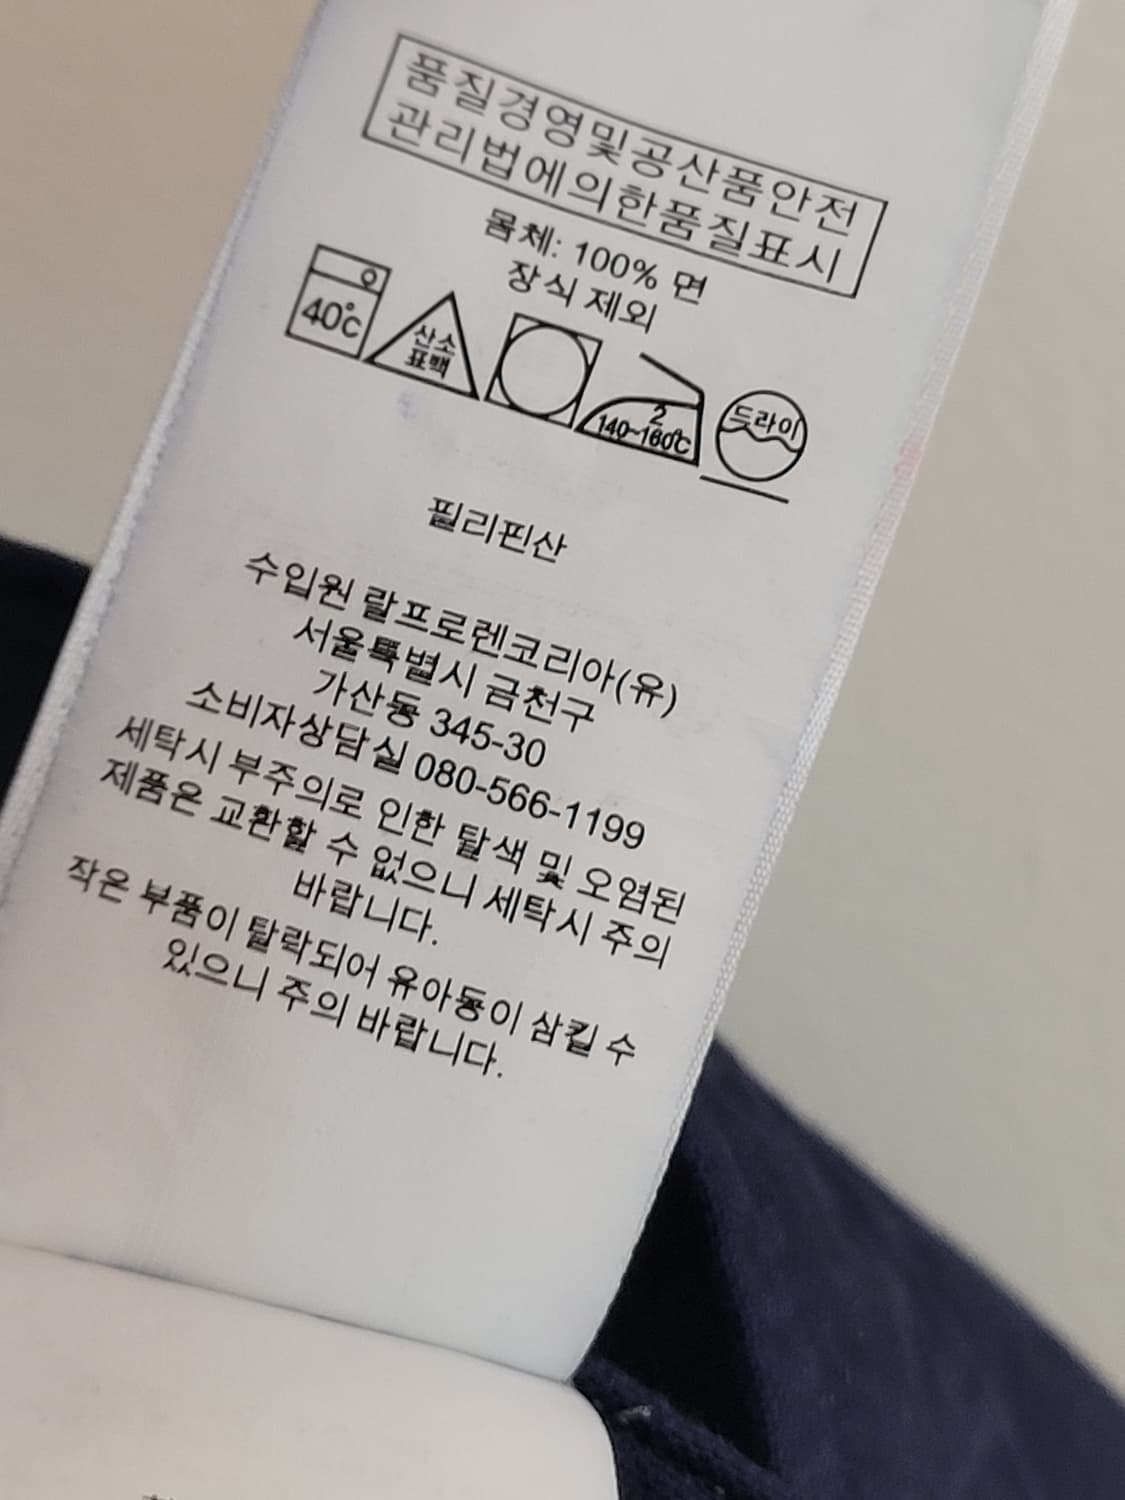 품질경영및공산품안전
관리법에의한품질표시
몸체: 100% 면
장식 제외
40℃
산소
표백
2
140~160℃
드라이
필리핀산
수입원 랄프로렌코리아(유)
서울특별시 금천구
가산동 345-30
소비자상담실 080-566-1199
세탁시 부주의로 인한 탈색 및 오염된
제품은 교환할 수 없으니 세탁시 주의
바랍니다.
작은 부품이 탈락되어 유아동이 삼킬 수
있으니 주의 바랍니다.